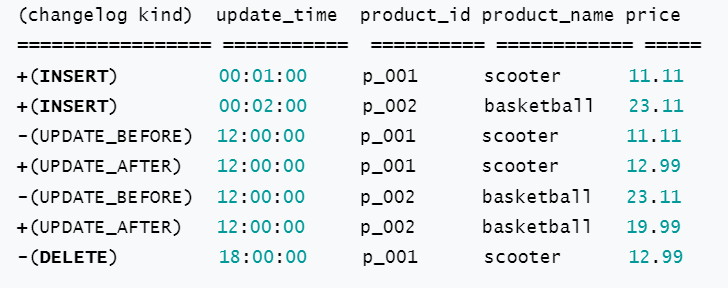 (changelog kind)  update_time  product_id product_name price
================= ===========  ========== ============ =====
+(INSERT)         00:01:00     p_001      scooter      11.11
+(INSERT)         00:02:00     p_002      basketball   23.11
-(UPDATE_BEFORE)  12:00:00     p_001      scooter      11.11
+(UPDATE_AFTER)   12:00:00     p_001      scooter      12.99
-(UPDATE_BEFORE)  12:00:00     p_002      basketball   23.11
+(UPDATE_AFTER)   12:00:00     p_002      basketball   19.99
-(DELETE)         18:00:00     p_001      scooter      12.99